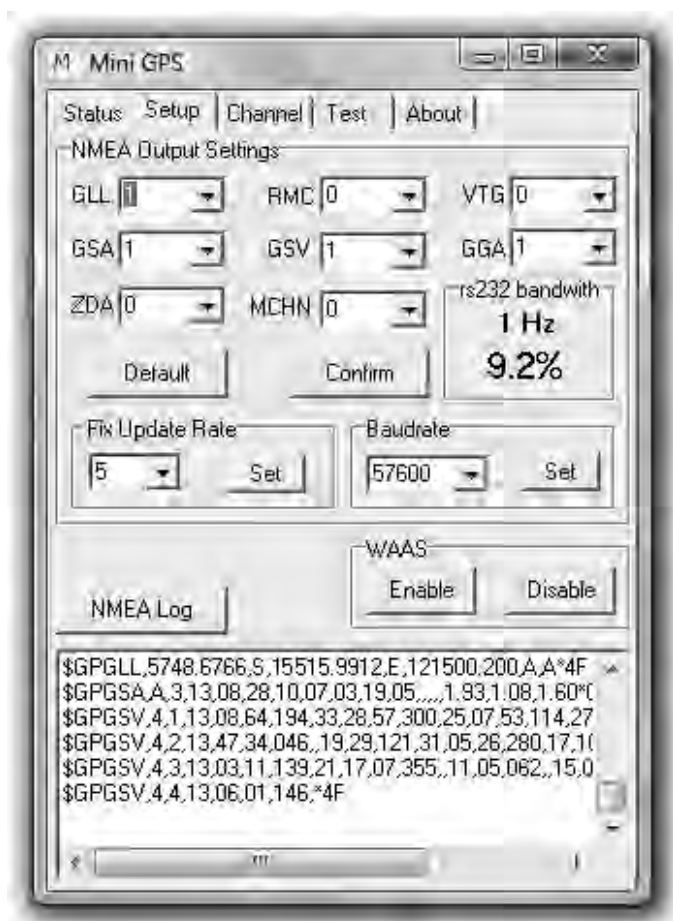 M Mini GPS
Status Setup Channel Test About
NMEA Output Settings
GLL 1 RMC 0 VTG 0
GSA 1 GSV 1 GGA 1
ZDA 0 MCHN 0 rs232 bandwith
1 Hz
Default Confirm 9.2%
Fix Update Rate Baudrate
5 Set 57600 Set
WAAS
NMEA Log Enable Disable
$GPGLL,5748.6766,S,15515.9912,E,121500.200,A,A*4F
$GPGSA,A,3,13,08,28,10,07,03,19,05,,,,,1.93,1.08,1.60*0
$GPGSV,4,1,13,08,64,194,33,28,57,300,25,07,53,114,27
$GPGSV,4,2,13,47,34,046,,19,29,121,31,05,26,280,17,10
$GPGSV,4,3,13,03,11,139,21,17,07,355,,11,05,062,,15,0
$GPGSV,4,4,13,06,01,146,*4F